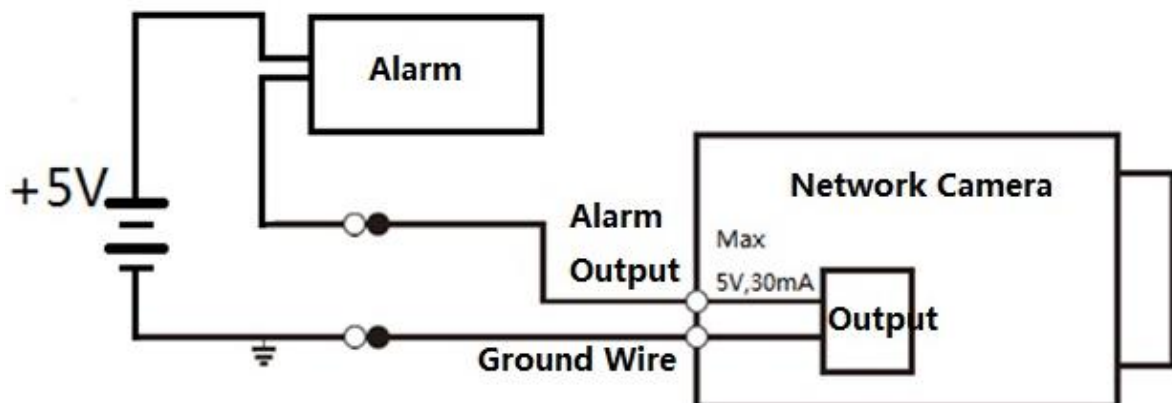 Alarm
+5V
Network Camera
Alarm
Output
Max
5V,30mA
Output
Ground Wire